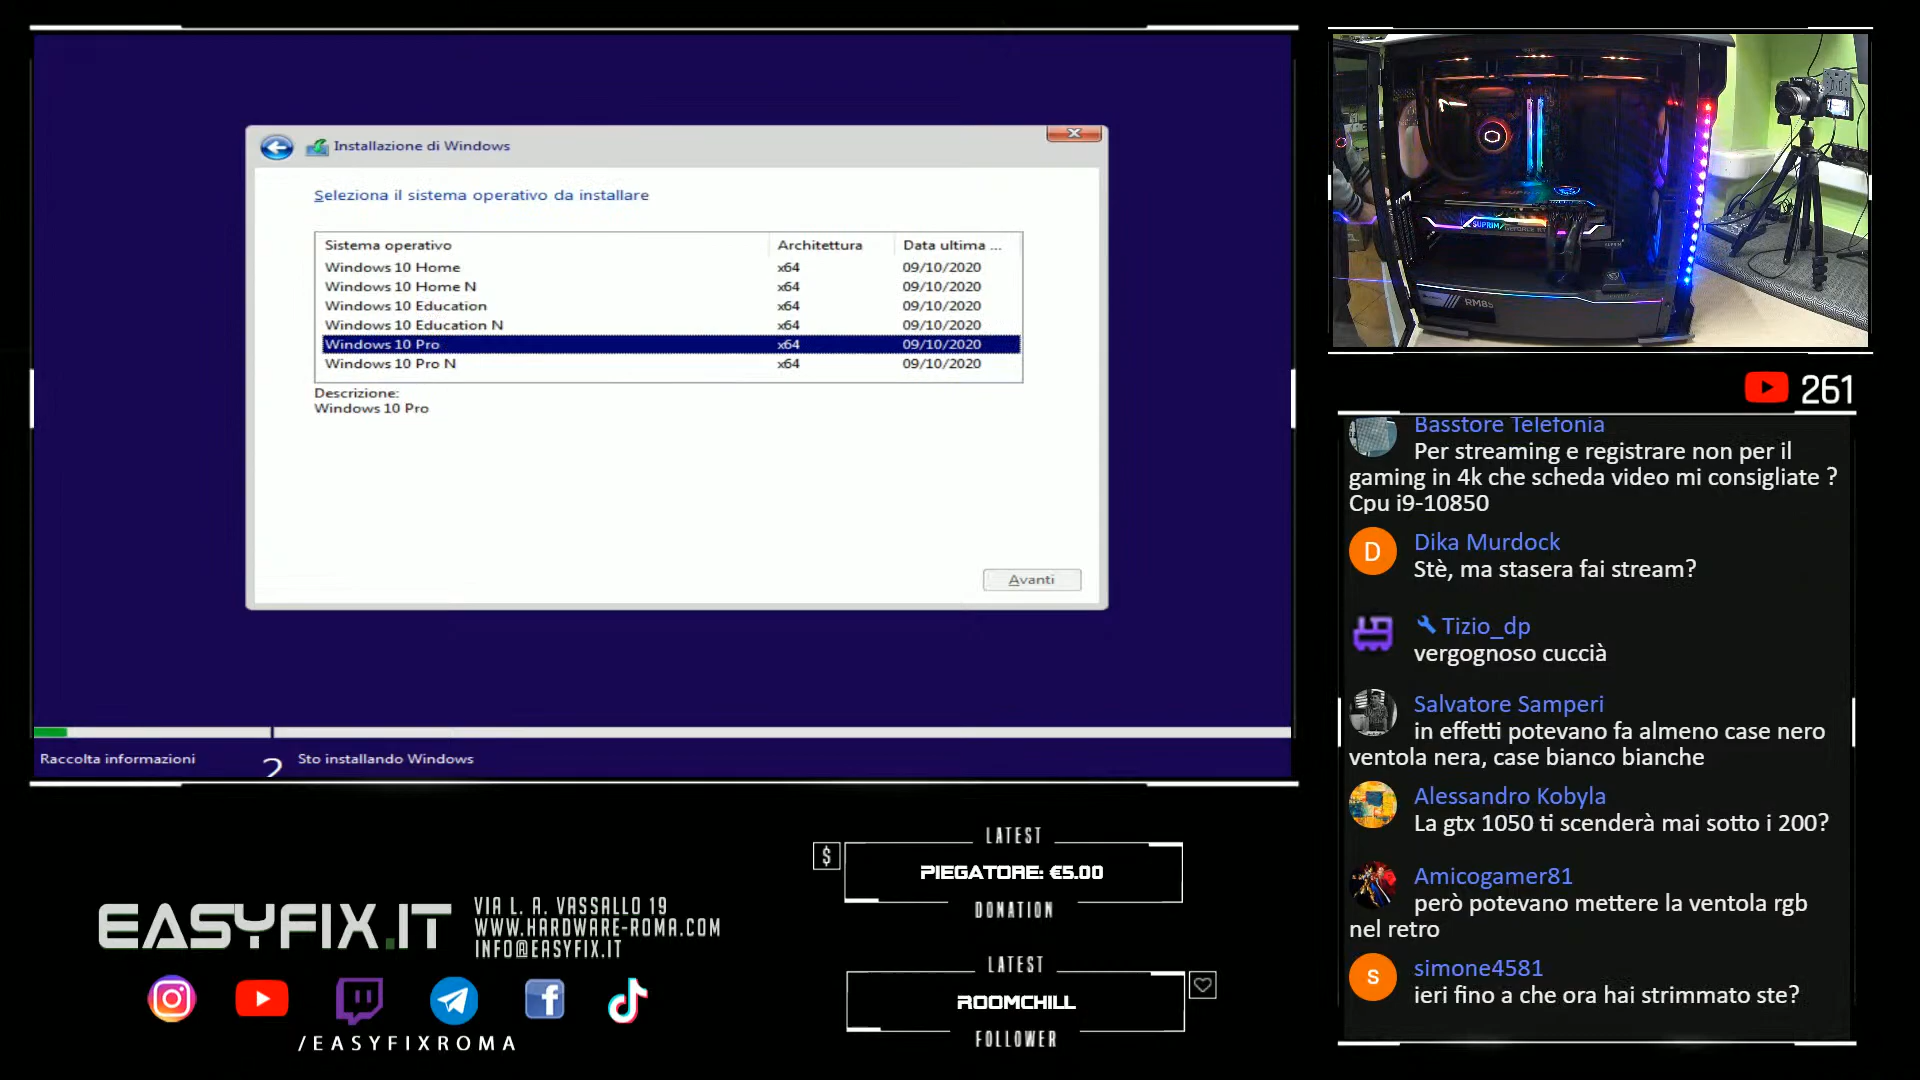 Installazione di Windows
Seleziona il sistema operativo da installare
Sistema operativo Architettura Data ultima ...
Windows 10 Home x64 09/10/2020
Windows 10 Home N x64 09/10/2020
Windows 10 Education x64 09/10/2020
Windows 10 Education N x64 09/10/2020
Windows 10 Pro x64 09/10/2020
Windows 10 Pro N x64 09/10/2020
Descrizione:
Windows 10 Pro
Avanti
Raccolta informazioni
2 Sto installando Windows
SUPRIM
GEFORCE RTX
261
Basstore Telefonia
Per streaming e registrare non per il
gaming in 4k che scheda video mi consigliate ?
Cpu i9-10850
D
Dika Murdock
Stè, ma stasera fai stream?
Tizio_dp
vergognoso cuccià
Salvatore Samperi
in effetti potevano fa almeno case nero
ventola nera, case bianco bianche
Alessandro Kobyla
La gtx 1050 ti scenderà mai sotto i 200?
Amicogamer81
però potevano mettere la ventola rgb
nel retro
S
simone4581
ieri fino a che ora hai strimmato ste?
EASYFIX.IT
VIA L. A. VASSALLO 19
WWW.HARDWARE-ROMA.COM
INFO@EASYFIX.IT
/EASYFIXROMA
$
LATEST
PIEGATORE: €5.00
DONATION
LATEST
ROOMCHILL
FOLLOWER